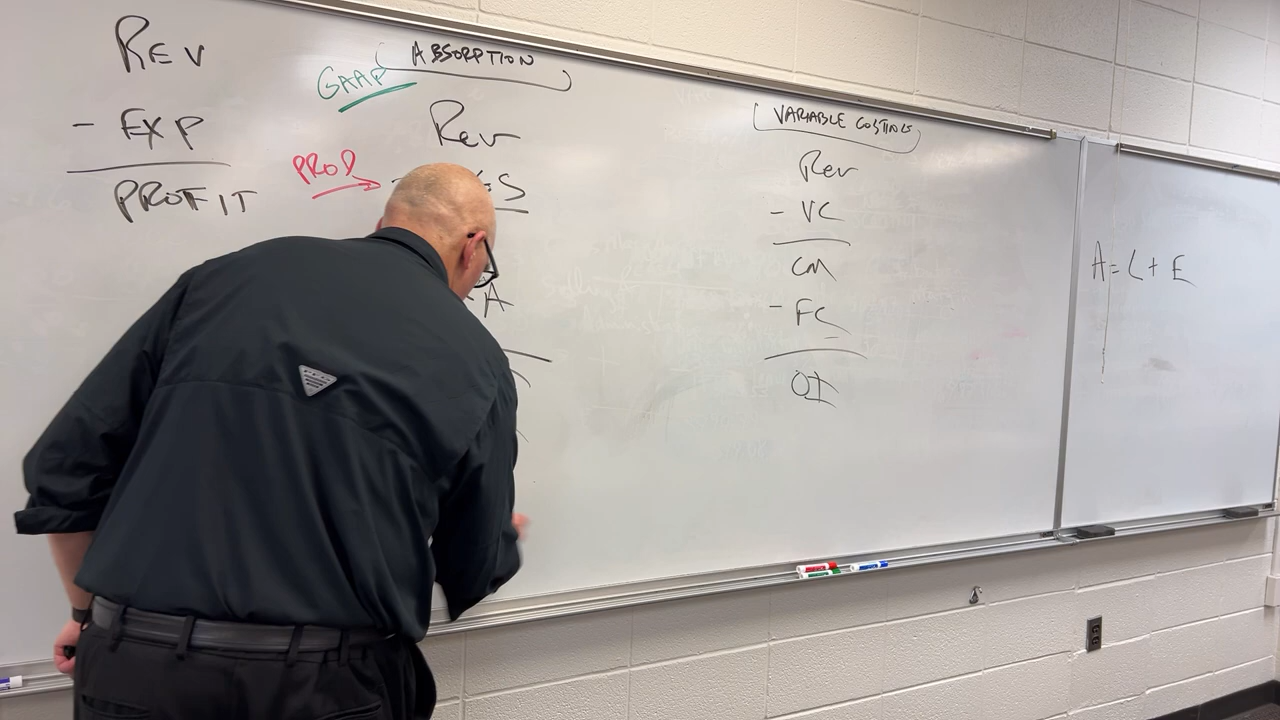 REV
- EXP
PROFIT
GAAP
ABSORPTION
Rev
PROD
S
A
VARIABLE COSTING
Rev
- VC
CM
- FC
OI
A = L + E